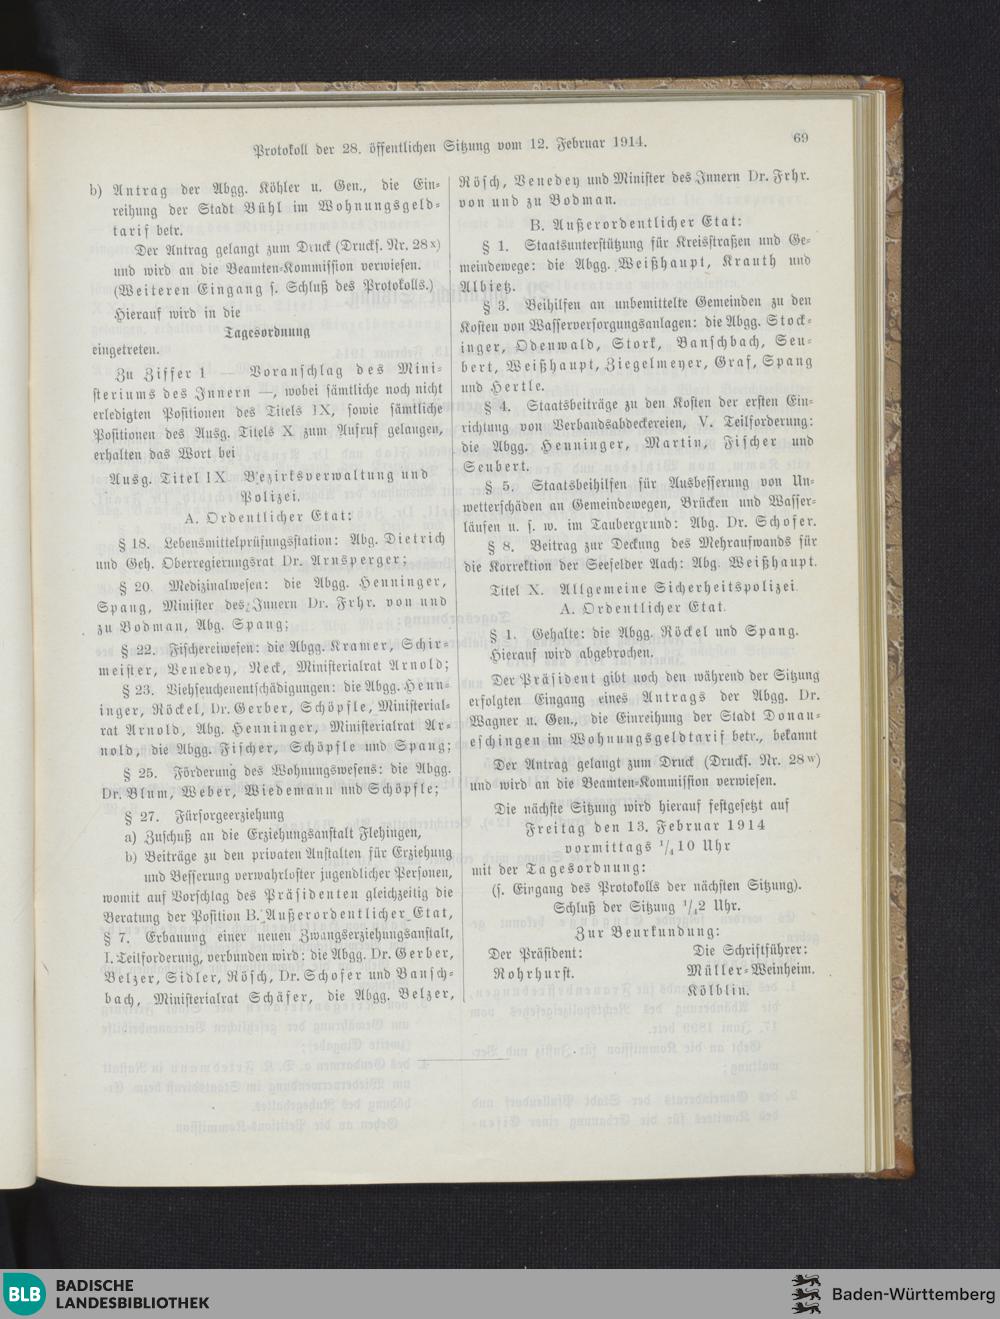 Protokoll der 28. öffentlichen Sitzung vom 12. Februar 1914.
69
b) Antrag der Abgg. Köhler u. Gen., die Ein-
reihung der Stadt Bühl im Wohnungsgeld-
tarif betr.
Der Antrag gelangt zum Druck (Drucks. Nr. 28 x)
und wird an die Beamten-Kommission verwiesen.
(Weiteren Eingang s. Schluß des Protokolls.)
Hierauf wird in die
Tagesordnung
eingetreten.
Zu Ziffer 1 — Voranschlag des Mini-
steriums des Innern —, wobei sämtliche noch nicht
erledigten Positionen des Titels IX, sowie sämtliche
Positionen des Ausg. Titels X zum Aufruf gelangen,
erhalten das Wort bei
Ausg. Titel IX Bezirksverwaltung und
Polizei.
A. Ordentlicher Etat:
§ 18. Lebensmittelprüfungsstation: Abg. Dietrich
und Geh. Oberregierungsrat Dr. Arnsperger;
§ 20. Medizinalwesen: die Abgg. Henninger,
Spang, Minister des Innern Dr. Frhr. von und
zu Bodman, Abg. Spang;
§ 22. Fischereiwesen: die Abgg. Kramer, Schir-
meister, Venedey, Neck, Ministerialrat Arnold;
§ 23. Viehseuchenentschädigungen: die Abgg. Henn-
inger, Röckel, Dr. Gerber, Schöpfle, Ministerial-
rat Arnold, Abg. Henninger, Ministerialrat Ar-
nold, die Abgg. Fischer, Schöpfle und Spang;
§ 25. Förderung des Wohnungswesens: die Abgg.
Dr. Blum, Weber, Wiedemann und Schöpfle;
§ 27. Fürsorgeerziehung
a) Zuschuß an die Erziehungsanstalt Flehingen,
b) Beiträge zu den privaten Anstalten für Erziehung
und Besserung verwahrloster jugendlicher Personen,
womit auf Vorschlag des Präsidenten gleichzeitig die
Beratung der Position B. Außerordentlicher Etat,
§ 7. Erbauung einer neuen Zwangserziehungsanstalt,
I. Teilforderung, verbunden wird: die Abgg. Dr. Gerber,
Belzer, Sidler, Rösch, Dr. Schofer und Bansch-
bach, Ministerialrat Schäfer, die Abgg. Belzer,
Rösch, Venedey und Minister des Innern Dr. Frhr.
von und zu Bodman.
B. Außerordentlicher Etat:
§ 1. Staatsunterstützung für Kreisstraßen und Ge-
meindewege: die Abgg. Weißhaupt, Krauth und
Albietz.
§ 3. Beihilfen an unbemittelte Gemeinden zu den
Kosten von Wasserversorgungsanlagen: die Abgg. Stock-
inger, Odenwald, Stork, Banschbach, Seu-
bert, Weißhaupt, Ziegelmeyer, Graf, Spang
und Hertle.
§ 4. Staatsbeiträge zu den Kosten der ersten Ein-
richtung von Verbandsabdeckereien, V. Teilforderung:
die Abgg. Henninger, Martin, Fischer und
Seubert.
§ 5. Staatsbeihilfen für Ausbesserung von Un-
wetterschäden an Gemeindewegen, Brücken und Wasser-
läufen u. s. w. im Taubergrund: Abg. Dr. Schofer.
§ 8. Beitrag zur Deckung des Mehraufwands für
die Korrektion der Seefelder Aach: Abg. Weißhaupt.
Titel X. Allgemeine Sicherheitspolizei.
A. Ordentlicher Etat.
§ 1. Gehalte: die Abgg. Röckel und Spang.
Hierauf wird abgebrochen.
Der Präsident gibt noch den während der Sitzung
erfolgten Eingang eines Antrags der Abgg. Dr.
Wagner u. Gen., die Einreihung der Stadt Donau-
eschingen im Wohnungsgeldtarif betr., bekannt
Der Antrag gelangt zum Druck (Drucks. Nr. 28 w)
und wird an die Beamten-Kommission verwiesen.
Die nächste Sitzung wird hierauf festgesetzt auf
Freitag den 13. Februar 1914
vormittags 1/4 10 Uhr
mit der Tagesordnung:
(s. Eingang des Protokolls der nächsten Sitzung).
Schluß der Sitzung 1/4 2 Uhr.
Zur Beurkundung:
Der Präsident:
Rohrhurst.
Die Schriftführer:
Müller-Weinheim.
Kölblin.
BLB BADISCHE
LANDESBIBLIOTHEK
Baden-Württemberg